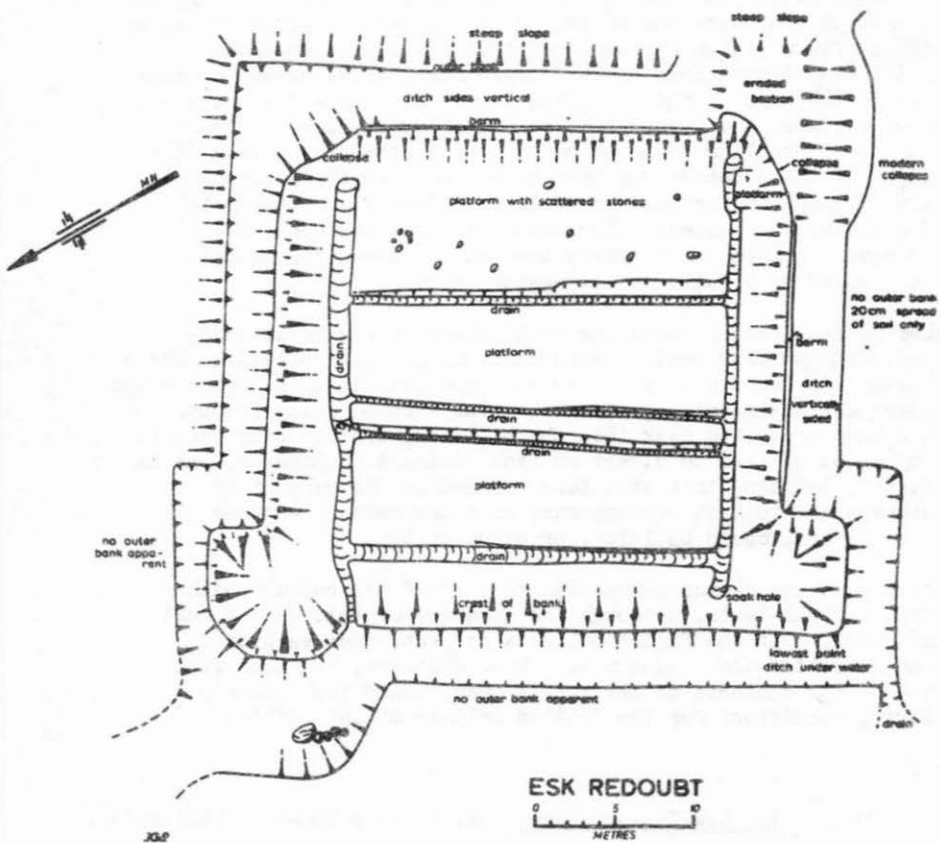 steep slope
steep slope
outer bank
eroded
bastion
ditch sides vertical
berm
collapse
collapse
modern
collapses
platform
platform with scattered stones
drain
no outer bank
20cm spread
of soil only
berm
platform
drain
ditch
vertically
sided
drain
drain
platform
no outer
bank appa-
rent
drain
soak hole
crest of bank
lowest point
ditch under water
outer bank apparent
drain
ESK REDOUBT
0 5 10
METRES